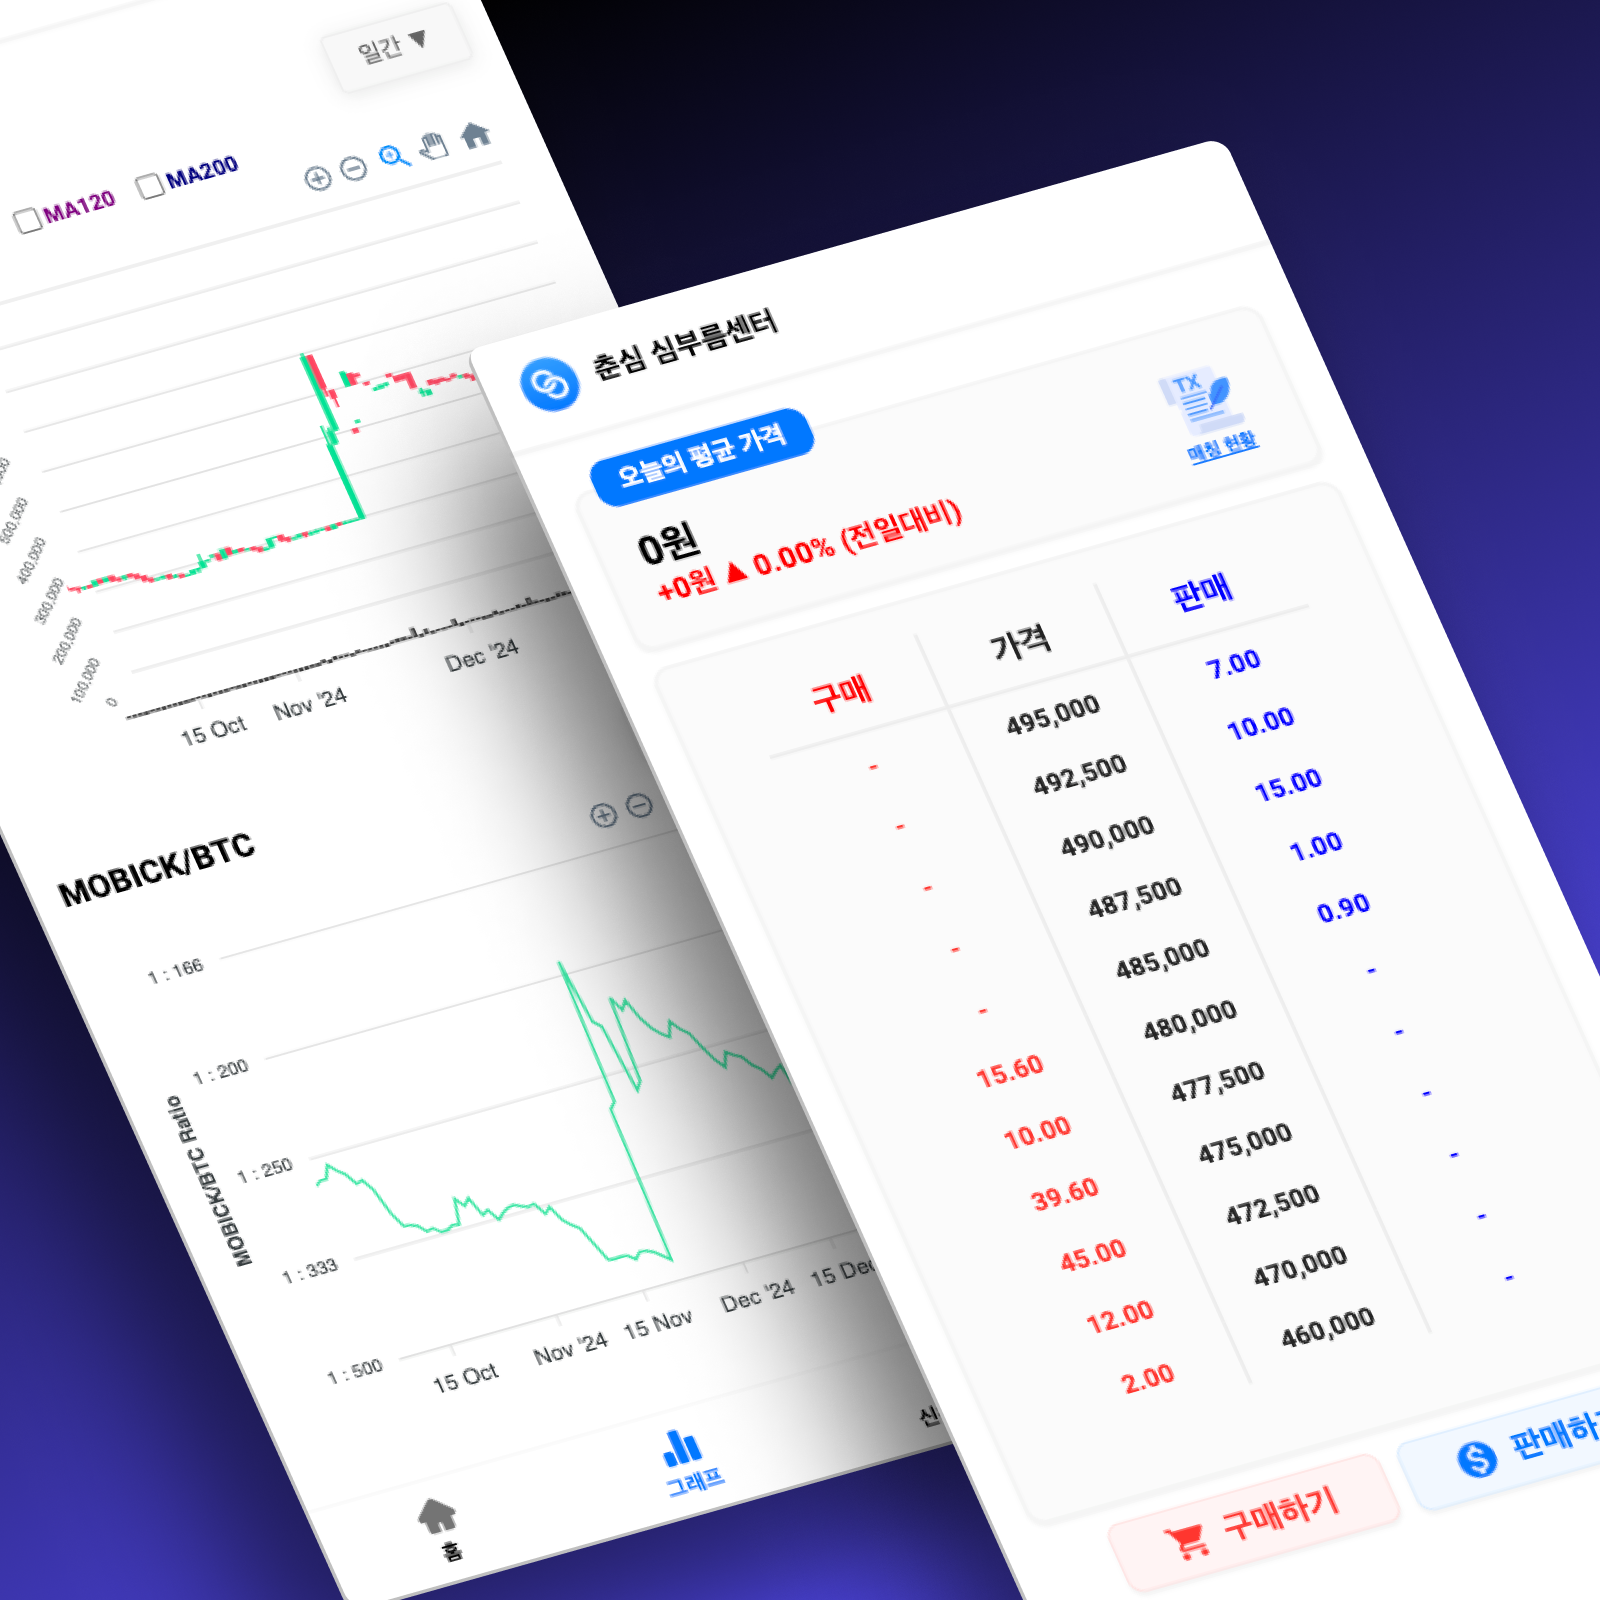 일간 ▼
MA120
MA200
500,000
400,000
300,000
200,000
100,000
0
15 Oct
Nov '24
Dec '24
MOBICK/BTC
1 : 166
1 : 200
1 : 250
1 : 333
1 : 500
MOBICK/BTC Ratio
15 Oct
Nov '24
15 Nov
Dec '24
15 Dec
홈
그래프
춘심 심부름센터
오늘의 평균 가격
0원
+0원 ▲ 0.00% (전일대비)
TX
매칭 현황
구매 가격 판매
- 495,000 7.00
- 492,500 10.00
- 490,000 15.00
- 487,500 1.00
- 485,000 0.90
15.60 480,000 -
10.00 477,500 -
39.60 475,000 -
45.00 472,500 -
12.00 470,000 -
2.00 460,000 -
구매하기
판매하